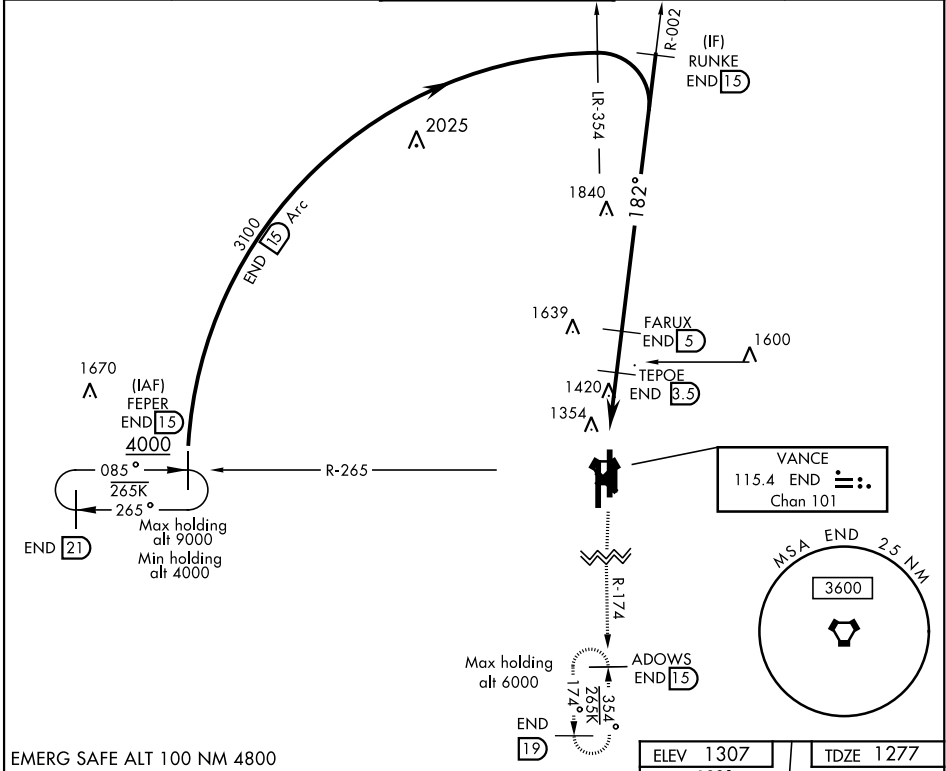 R-002
(IF)
RUNKE
END 15
LR-354
2025
1840
182°
3100
END 15 Arc
1639
FARUX
END 5
1600
TEPOE
END 3.5
1420
1354
1670
(IAF)
FEPER
END 15
4000
085°
265K
265°
R-265
END 21
Max holding
alt 9000
Min holding
alt 4000
VANCE
115.4 END
Chan 101
MSA END 25 NM
3600
R-174
Max holding
alt 6000
ADOWS
END 15
174°
265K
354°
END
19
EMERG SAFE ALT 100 NM 4800
ELEV 1307
TDZE 1277